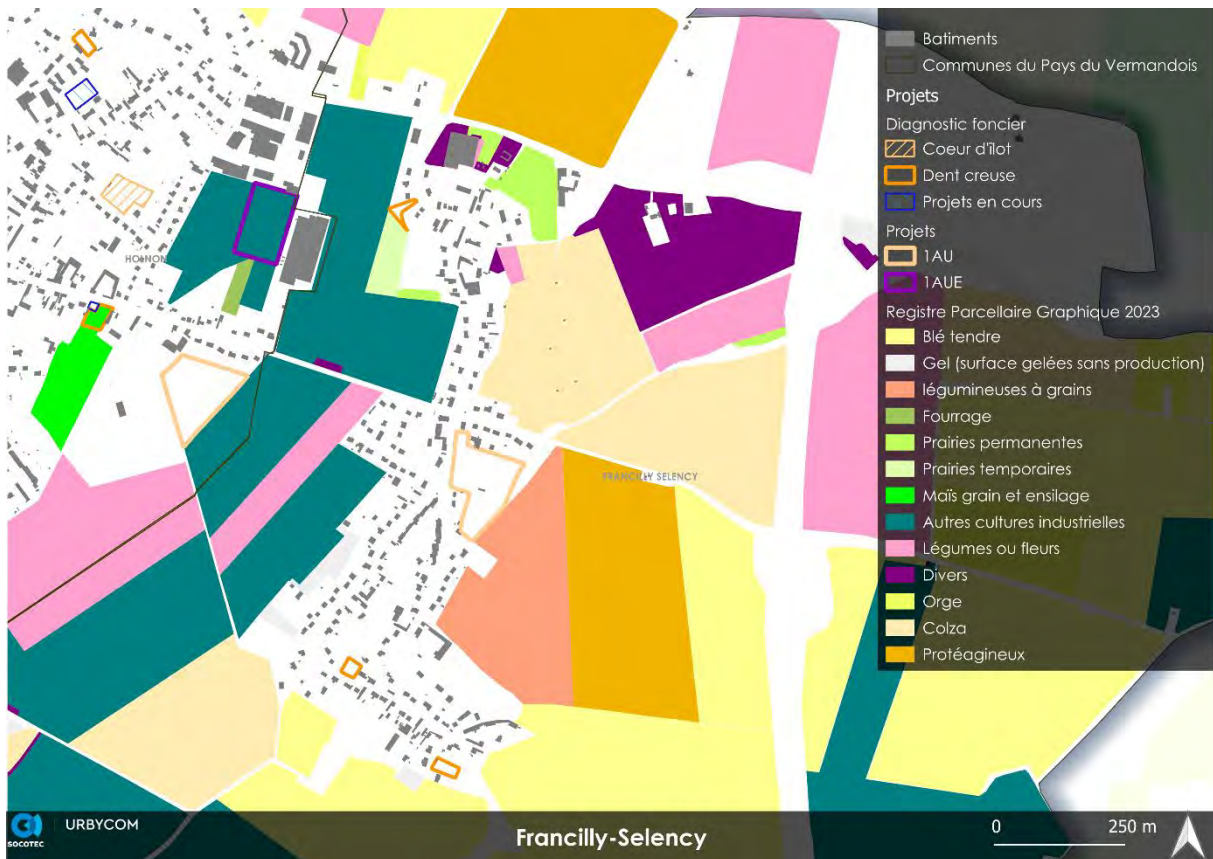 Batiments
Communes du Pays du Vermandois
Projets
Diagnostic foncier
Coeur d'îlot
Dent creuse
Projets en cours
Projets
1AU
1AUE
Registre Parcellaire Graphique 2023
Blé tendre
Gel (surface gelées sans production)
légumineuses à grains
Fourrage
Prairies permanentes
Prairies temporaires
Maïs grain et ensilage
Autres cultures industrielles
Légumes ou fleurs
Divers
Orge
Colza
Protéagineux
HOLNON
FRANCILLY SELENCY
SOCOTEC
URBYCOM
Francilly-Selency
0 250 m